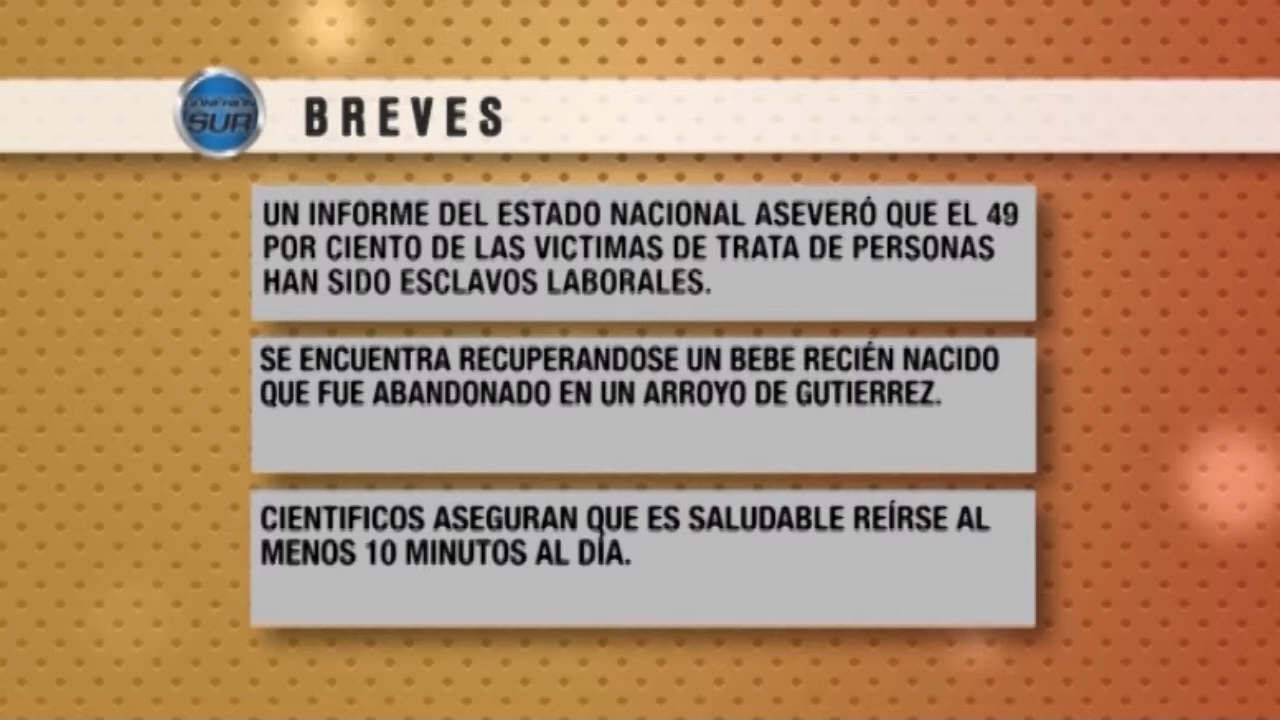 SUR
BREVES
UN INFORME DEL ESTADO NACIONAL ASEVERÓ QUE EL 49
POR CIENTO DE LAS VICTIMAS DE TRATA DE PERSONAS
HAN SIDO ESCLAVOS LABORALES.
SE ENCUENTRA RECUPERANDOSE UN BEBE RECIÉN NACIDO
QUE FUE ABANDONADO EN UN ARROYO DE GUTIERREZ.
CIENTIFICOS ASEGURAN QUE ES SALUDABLE REÍRSE AL
MENOS 10 MINUTOS AL DÍA.